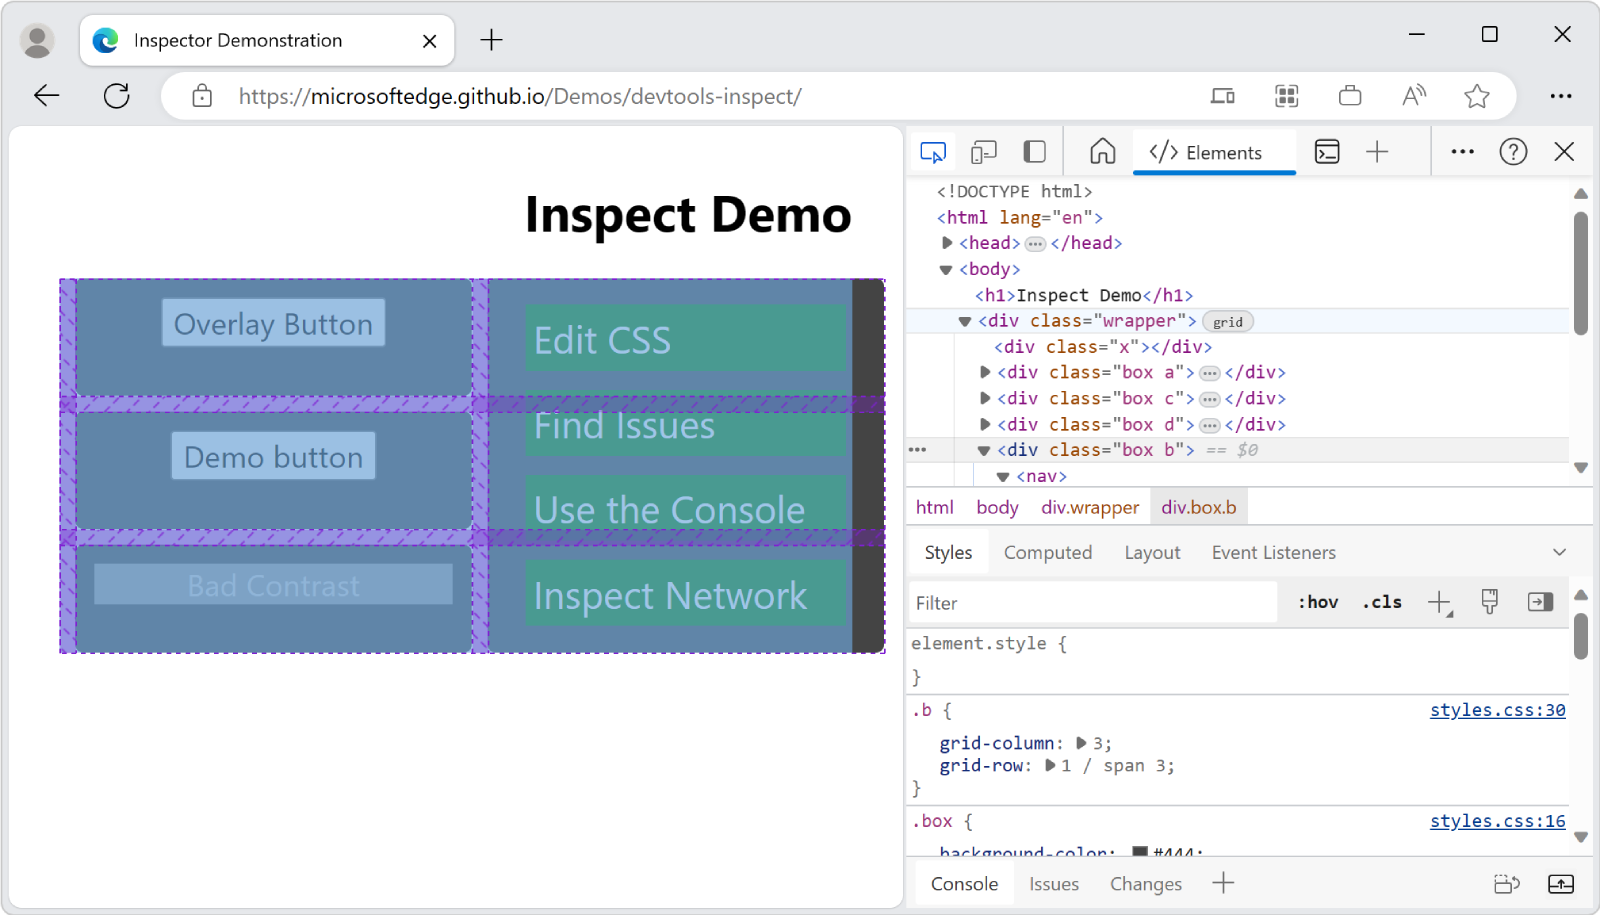 Inspector Demonstration
https://microsoftedge.github.io/Demos/devtools-inspect/
Inspect Demo
Overlay Button
Demo button
Bad Contrast
Edit CSS
Find Issues
Use the Console
Inspect Network
</> Elements
<!DOCTYPE html>
<html lang="en">
<head> ... </head>
<body>
<h1>Inspect Demo</h1>
<div class="wrapper"> grid
<div class="x"></div>
<div class="box a"> ... </div>
<div class="box c"> ... </div>
<div class="box d"> ... </div>
<div class="box b"> == $0
<nav>
html body div.wrapper div.box.b
Styles Computed Layout Event Listeners
Filter :hov .cls
element.style {
}
.b { styles.css:30
grid-column: 3;
grid-row: 1 / span 3;
}
.box { styles.css:16
background-color: #444;
Console Issues Changes